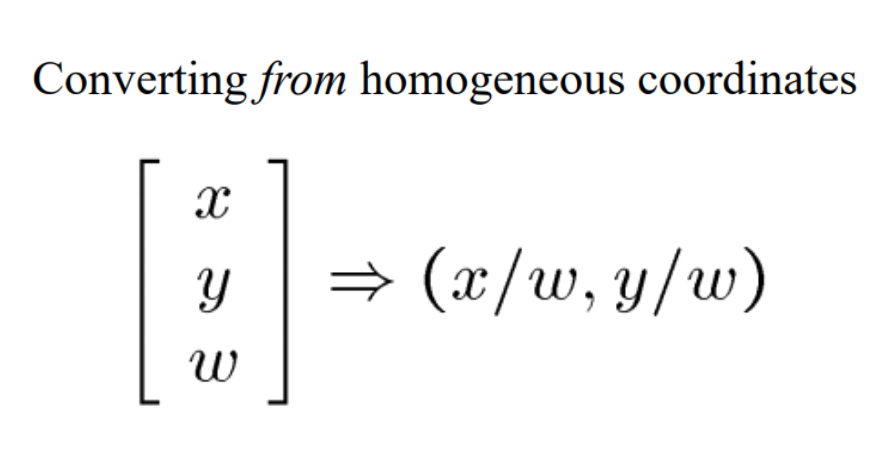 Converting from homogeneous coordinates
x
y
w
⇒ (x/w, y/w)